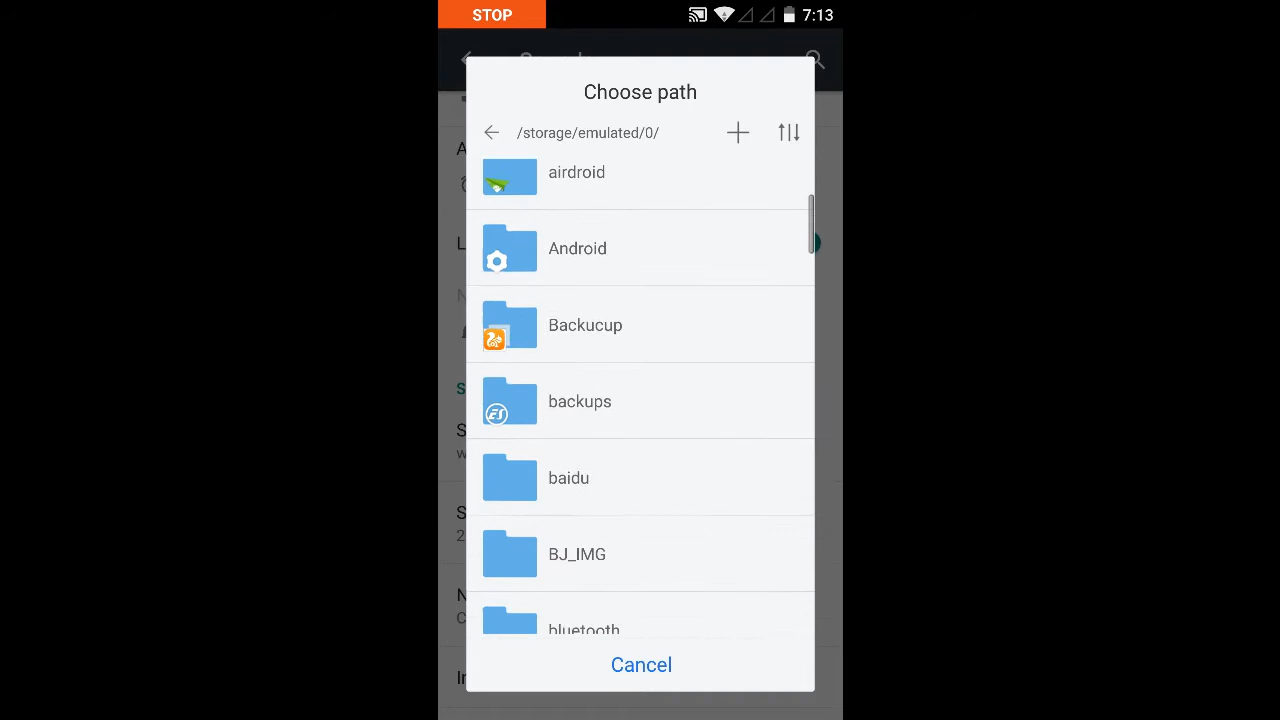 STOP
7:13
Choose path
/storage/emulated/0/
airdroid
Android
Backucup
backups
baidu
BJ_IMG
bluetooth
Cancel